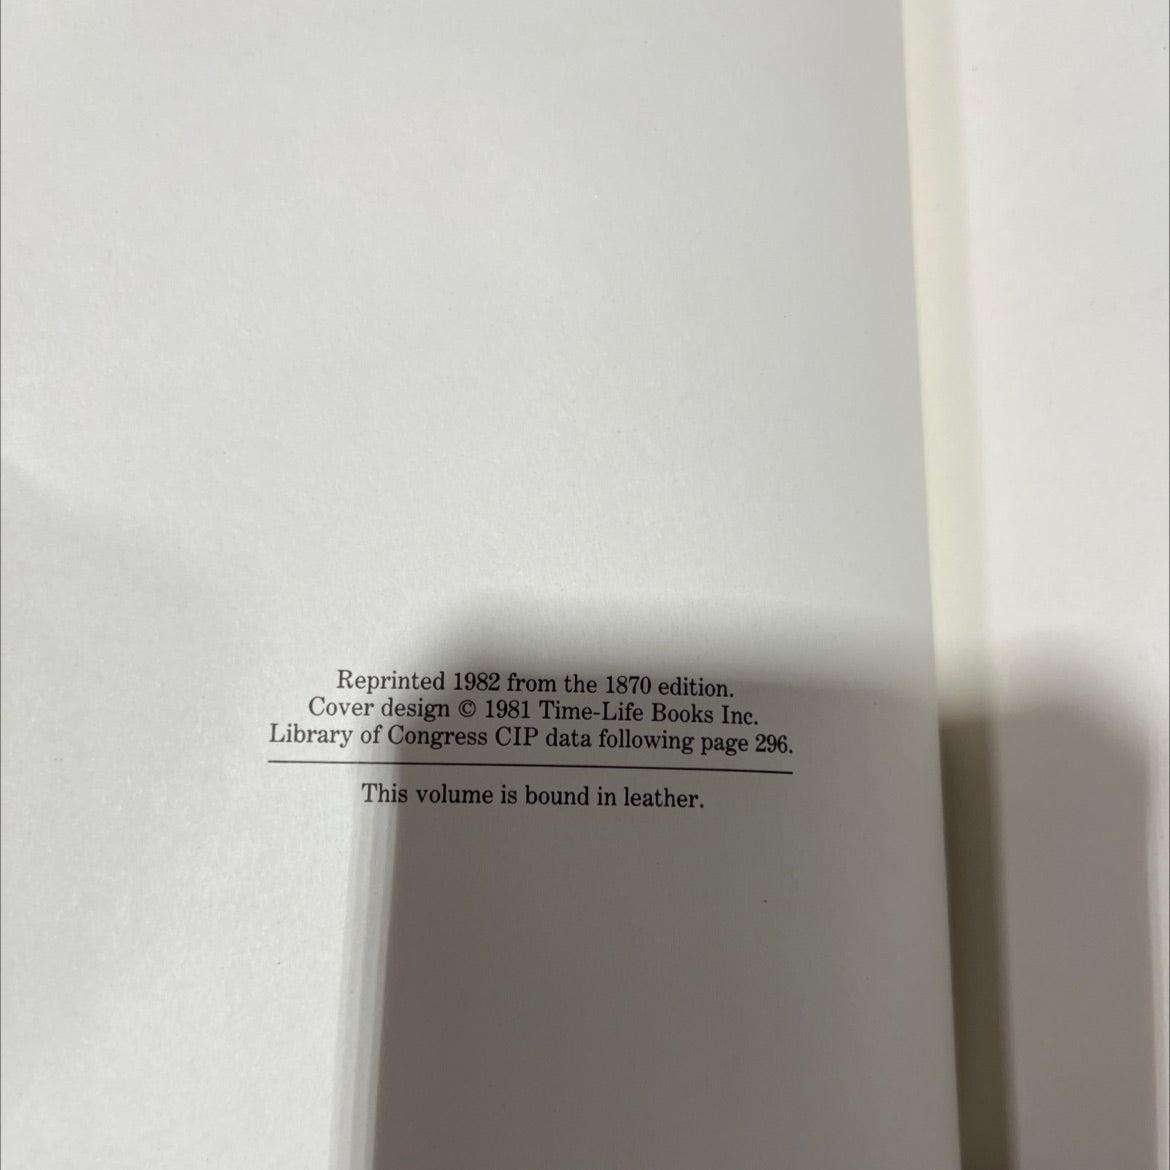 Reprinted 1982 from the 1870 edition.
Cover design © 1981 Time-Life Books Inc.
Library of Congress CIP data following page 296.
This volume is bound in leather.